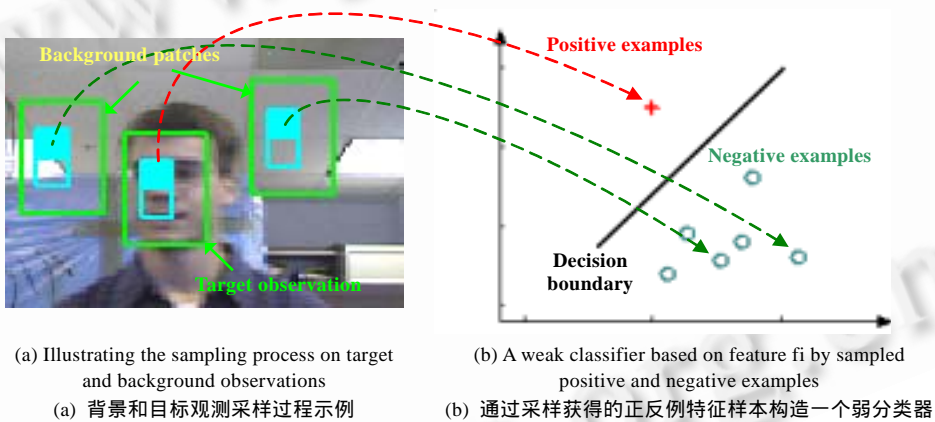 Background patches
Target observation
Positive examples
Negative examples
Decision
boundary
(a) Illustrating the sampling process on target
and background observations
(a) 背景和目标观测采样过程示例
(b) A weak classifier based on feature fi by sampled
positive and negative examples
(b) 通过采样获得的正反例特征样本构造一个弱分类器